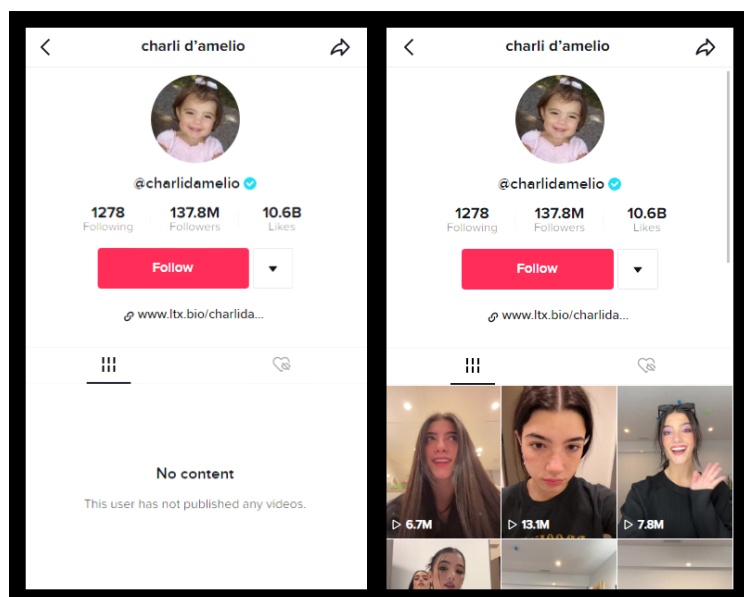 charli d'amelio
@charlidamelio
1278 137.8M 10.6B
Following Followers Likes
Follow
www.ltx.bio/charlida...
No content
This user has not published any videos.
charli d'amelio
@charlidamelio
1278 137.8M 10.6B
Following Followers Likes
Follow
www.ltx.bio/charlida...
6.7M 13.1M 7.8M